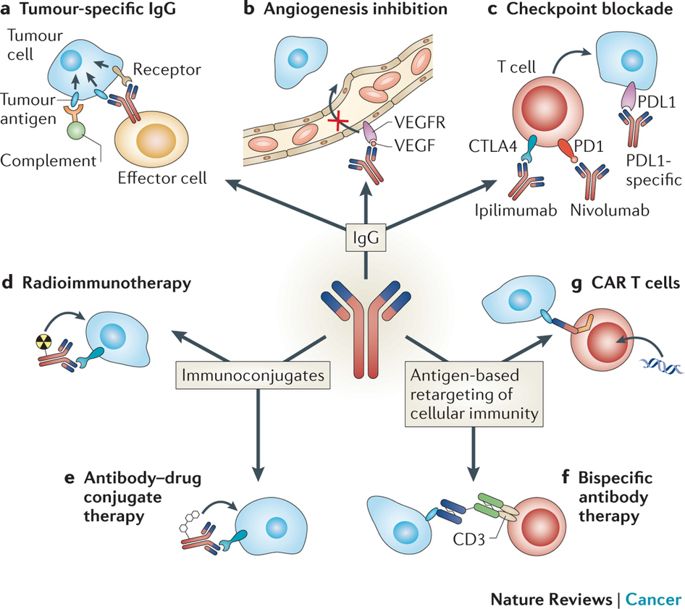 a Tumour-specific IgG
Tumour
cell
Receptor
Tumour
antigen
Complement
Effector cell
b Angiogenesis inhibition
VEGFR
VEGF
c Checkpoint blockade
T cell
PDL1
CTLA4
PD1
PDL1-
specific
Ipilimumab
Nivolumab
IgG
d Radioimmunotherapy
g CAR T cells
Immunoconjugates
Antigen-based
retargeting of
cellular immunity
e Antibody–drug
conjugate
therapy
f Bispecific
antibody
therapy
CD3
Nature Reviews | Cancer